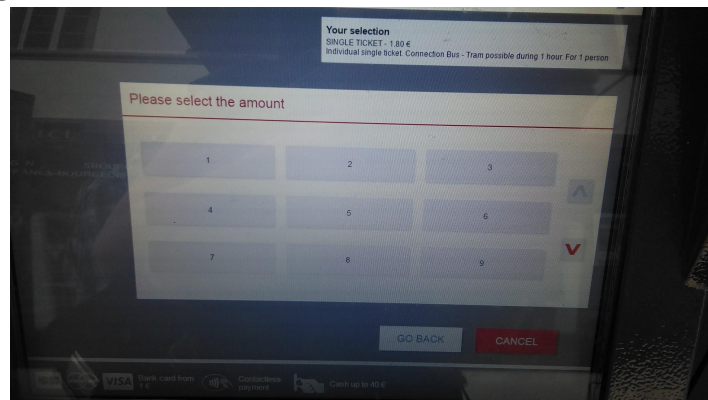 Your selection
SINGLE TICKET - 1.80 €
Individual single ticket. Connection Bus - Tram possible during 1 hour. For 1 person
Please select the amount
1
2
3
4
5
6
7
8
9
GO BACK
CANCEL
VISA
Bank card from
1 €
Contactless
payment
Cash up to 40 €